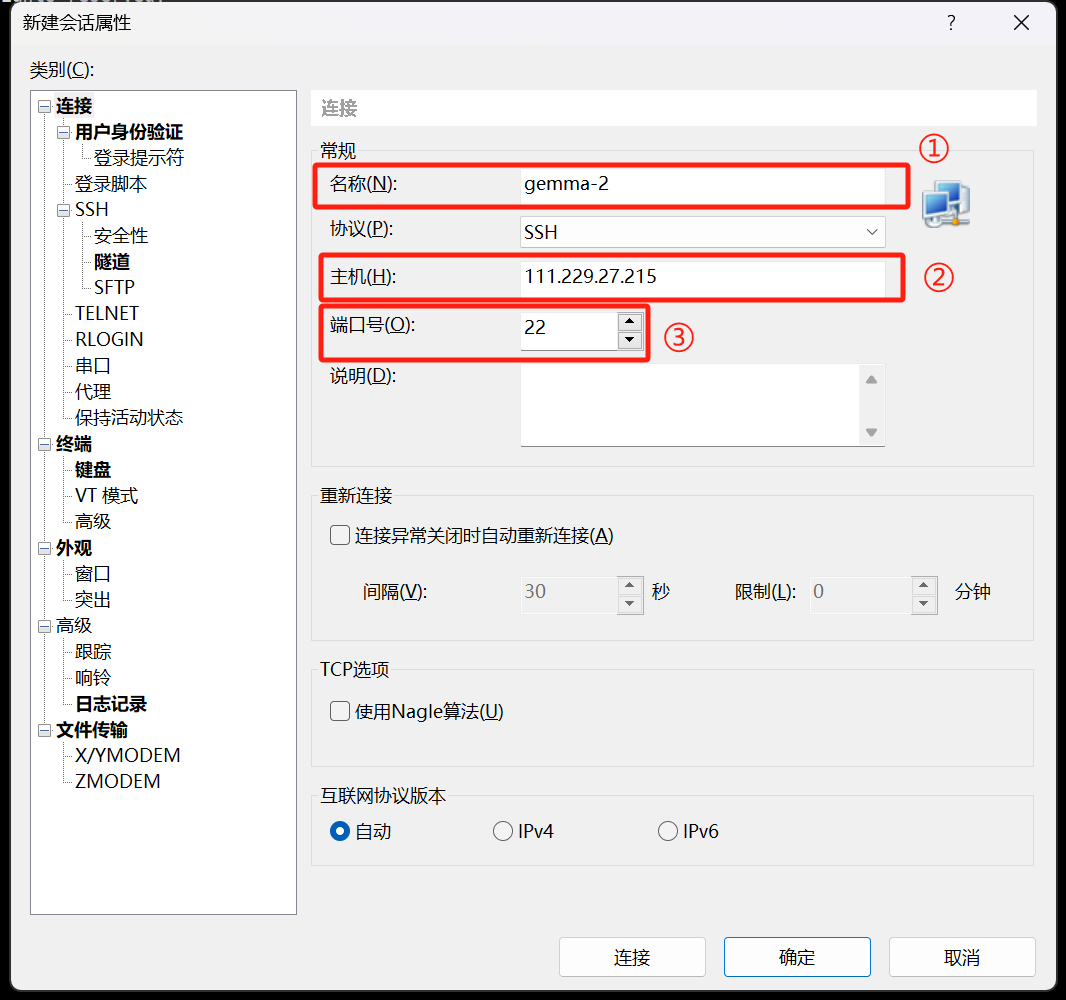 新建会话属性
?
类别(C):
连接
用户身份验证
登录提示符
登录脚本
SSH
安全性
隧道
SFTP
TELNET
RLOGIN
串口
代理
保持活动状态
终端
键盘
VT 模式
高级
外观
窗口
突出
高级
跟踪
响铃
日志记录
文件传输
X/YMODEM
ZMODEM
连接
常规
①
名称(N): gemma-2
协议(P): SSH
主机(H): 111.229.27.215 ②
端口号(O): 22 ③
说明(D):
重新连接
连接异常关闭时自动重新连接(A)
间隔(V): 30 秒 限制(L): 0 分钟
TCP选项
使用Nagle算法(U)
互联网协议版本
自动 IPv4 IPv6
连接 确定 取消